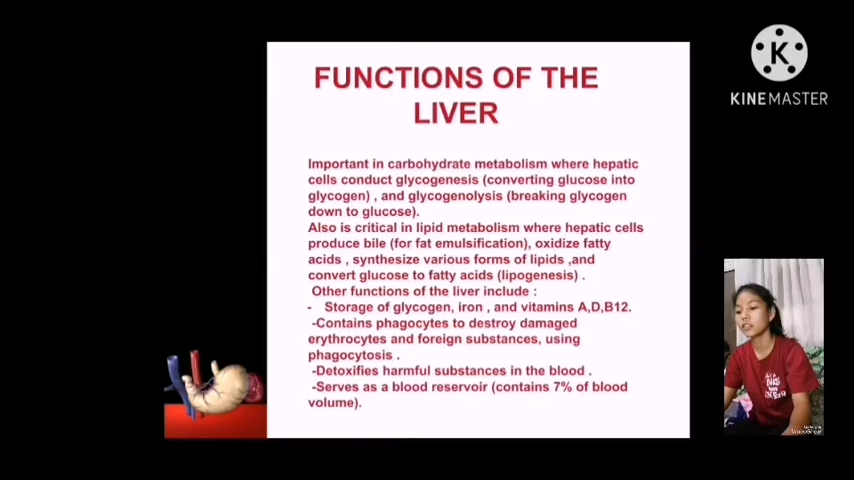 FUNCTIONS OF THE
LIVER
Important in carbohydrate metabolism where hepatic
cells conduct glycogenesis (converting glucose into
glycogen) , and glycogenolysis (breaking glycogen
down to glucose).
Also is critical in lipid metabolism where hepatic cells
produce bile (for fat emulsification), oxidize fatty
acids , synthesize various forms of lipids ,and
convert glucose to fatty acids (lipogenesis) .
Other functions of the liver include :
- Storage of glycogen, iron , and vitamins A,D,B12.
-Contains phagocytes to destroy damaged
erythrocytes and foreign substances, using
phagocytosis .
-Detoxifies harmful substances in the blood .
-Serves as a blood reservoir (contains 7% of blood
volume).
K
KINEMASTER
VideoShow